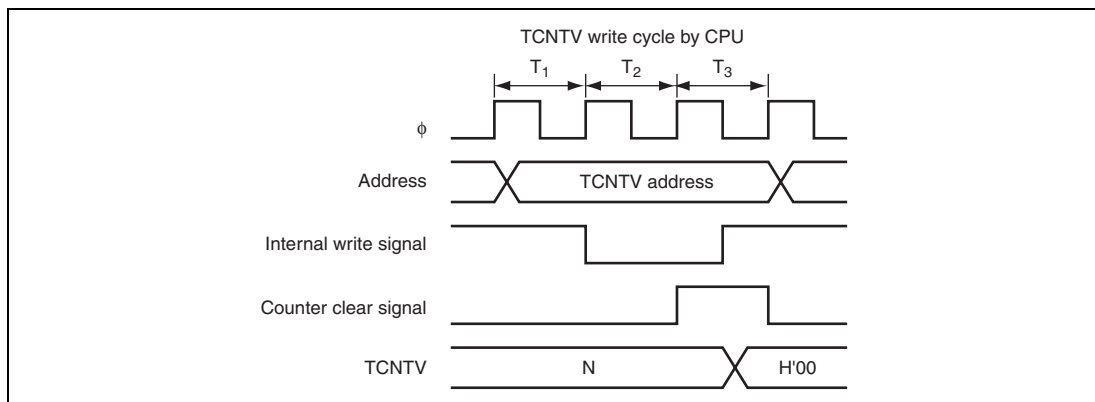 TCNTV write cycle by CPU
T1 T2 T3
ϕ
Address TCNTV address
Internal write signal
Counter clear signal
TCNTV N H'00